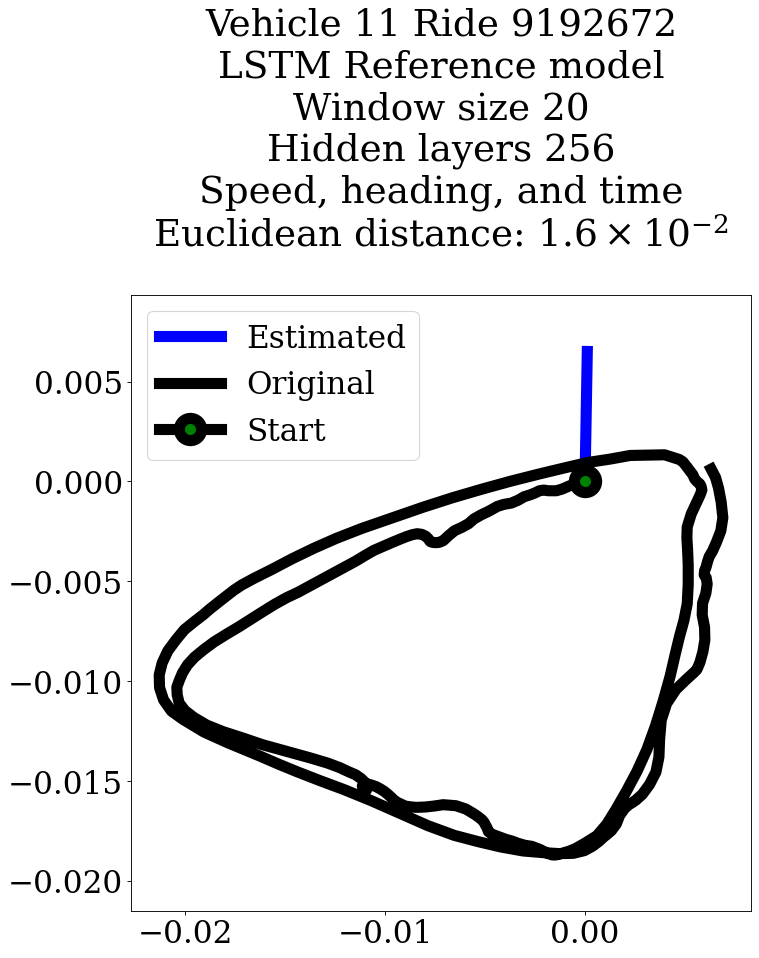 Vehicle 11 Ride 9192672
LSTM Reference model
Window size 20
Hidden layers 256
Speed, heading, and time
Euclidean distance: 1.6 × 10⁻²
Estimated
Original
Start
0.005
0.000
−0.005
−0.010
−0.015
−0.020
−0.02
−0.01
0.00